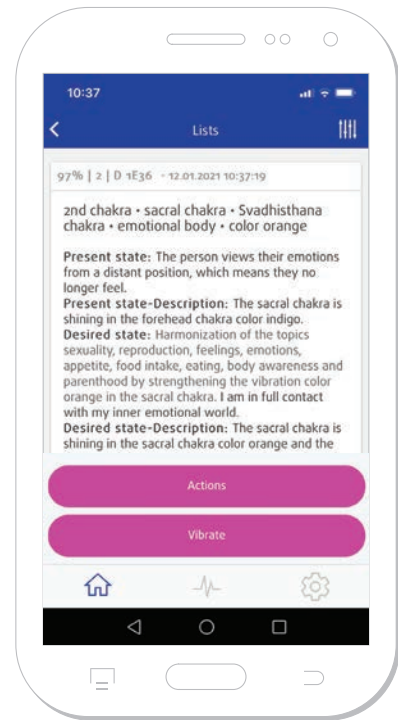 10:37
Lists
97% | 2 | D 1E36 - 12.01.2021 10:37:19
2nd chakra • sacral chakra • Svadhisthana
chakra • emotional body • color orange
Present state: The person views their emotions
from a distant position, which means they no
longer feel.
Present state-Description: The sacral chakra is
shining in the forehead chakra color indigo.
Desired state: Harmonization of the topics
sexuality, reproduction, feelings, emotions,
appetite, food intake, eating, body awareness and
parenthood by strengthening the vibration color
orange in the sacral chakra. I am in full contact
with my inner emotional world.
Desired state-Description: The sacral chakra is
shining in the sacral chakra color orange and the
Actions
Vibrate